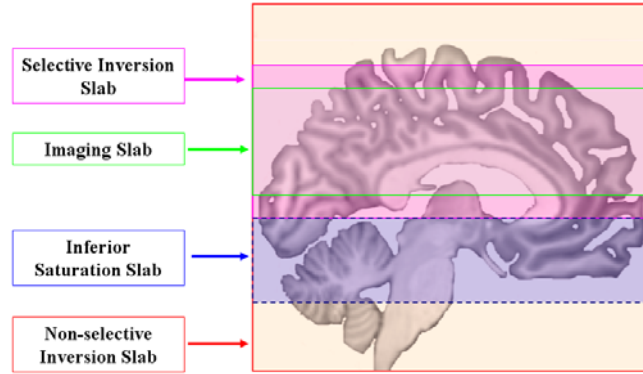 Selective Inversion
Slab
Imaging Slab
Inferior
Saturation Slab
Non-selective
Inversion Slab